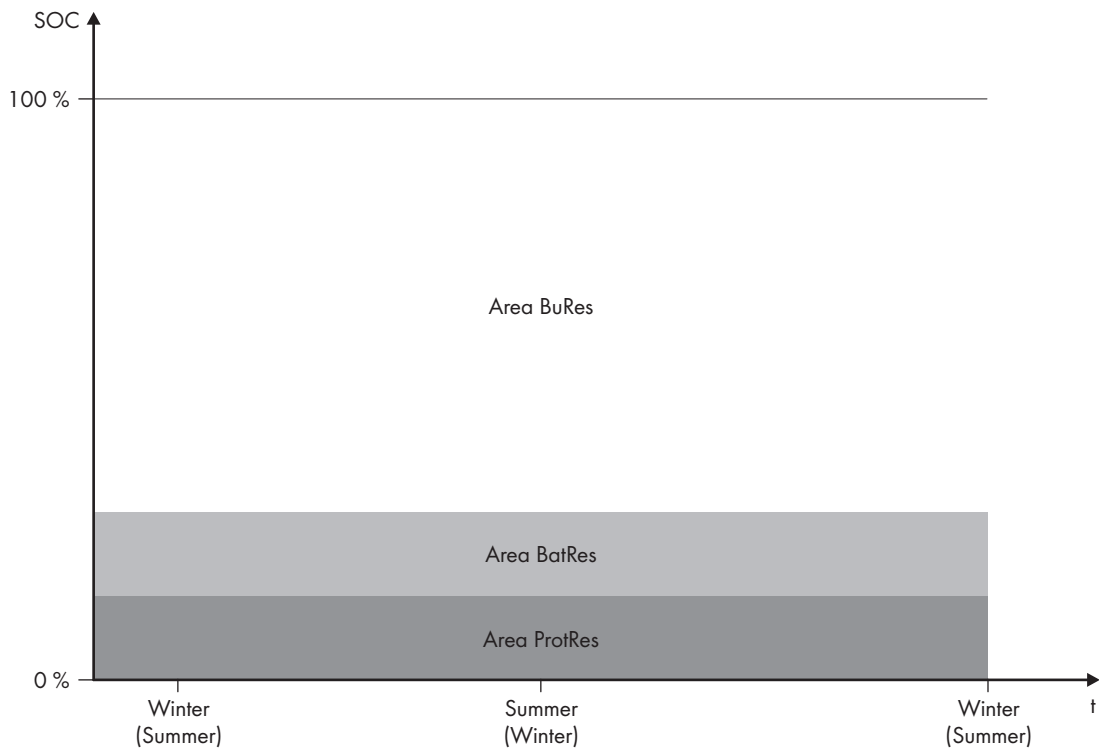 SOC
100 %
Area BuRes
Area BatRes
Area ProtRes
0 %
Winter
(Summer)
Summer
(Winter)
Winter
(Summer)
t